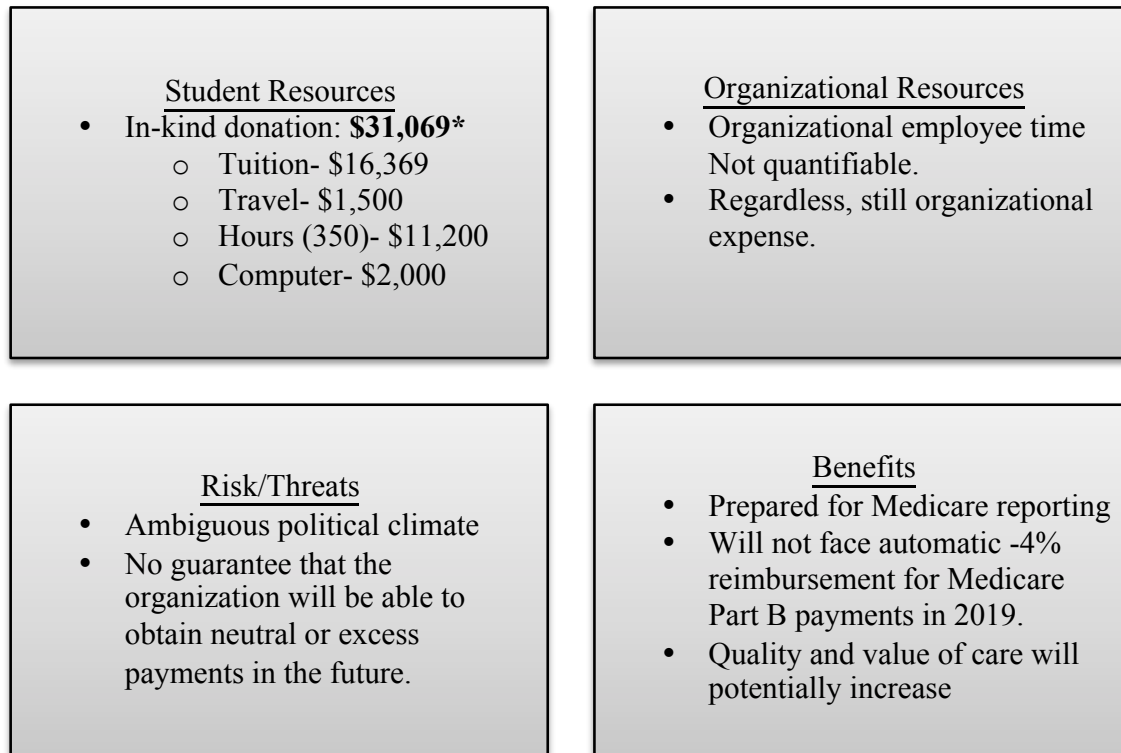 Student Resources
• In-kind donation: $31,069*
o Tuition- $16,369
o Travel- $1,500
o Hours (350)- $11,200
o Computer- $2,000
Organizational Resources
• Organizational employee time
Not quantifiable.
• Regardless, still organizational
expense.
Risk/Threats
• Ambiguous political climate
• No guarantee that the
organization will be able to
obtain neutral or excess
payments in the future.
Benefits
• Prepared for Medicare reporting
• Will not face automatic -4%
reimbursement for Medicare
Part B payments in 2019.
• Quality and value of care will
potentially increase